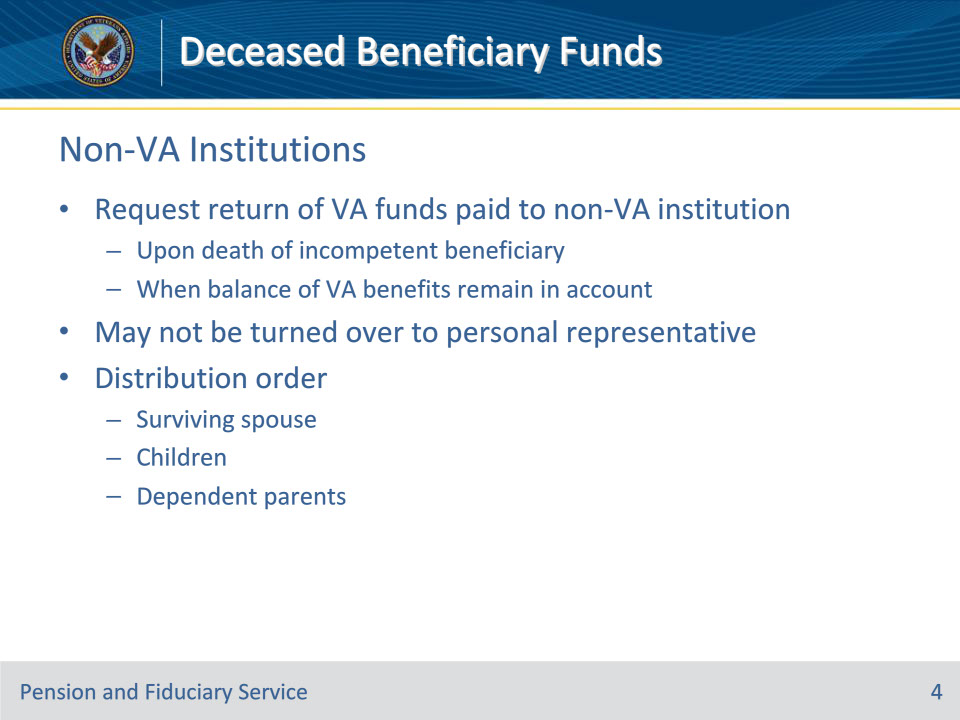 Deceased Beneficiary Funds
Non-VA Institutions
• Request return of VA funds paid to non-VA institution
– Upon death of incompetent beneficiary
– When balance of VA benefits remain in account
• May not be turned over to personal representative
• Distribution order
– Surviving spouse
– Children
– Dependent parents
Pension and Fiduciary Service
4